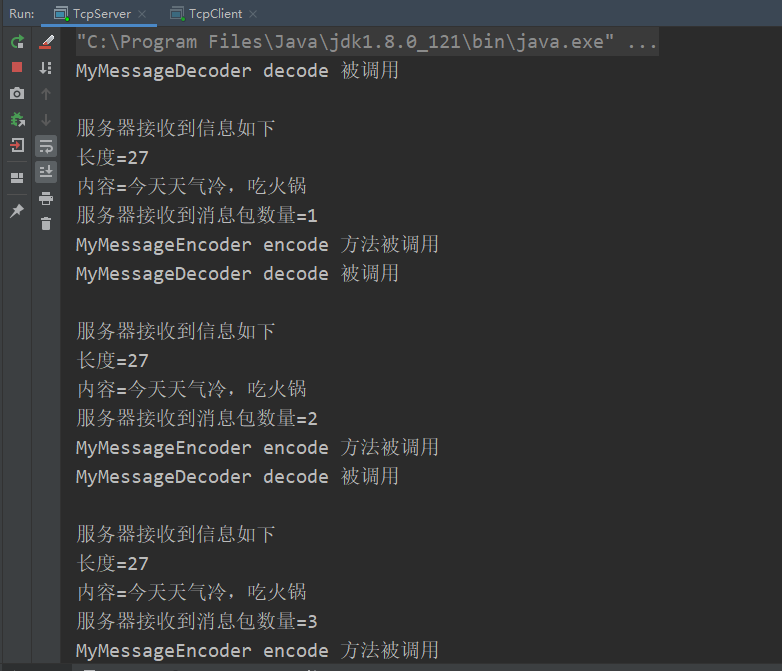 Run: TcpServer TcpClient
"C:\Program Files\Java\jdk1.8.0_121\bin\java.exe" ...
MyMessageDecoder decode 被调用
服务器接收到信息如下
长度=27
内容=今天天气冷，吃火锅
服务器接收到消息包数量=1
MyMessageEncoder encode 方法被调用
MyMessageDecoder decode 被调用
服务器接收到信息如下
长度=27
内容=今天天气冷，吃火锅
服务器接收到消息包数量=2
MyMessageEncoder encode 方法被调用
MyMessageDecoder decode 被调用
服务器接收到信息如下
长度=27
内容=今天天气冷，吃火锅
服务器接收到消息包数量=3
MyMessageEncoder encode 方法被调用